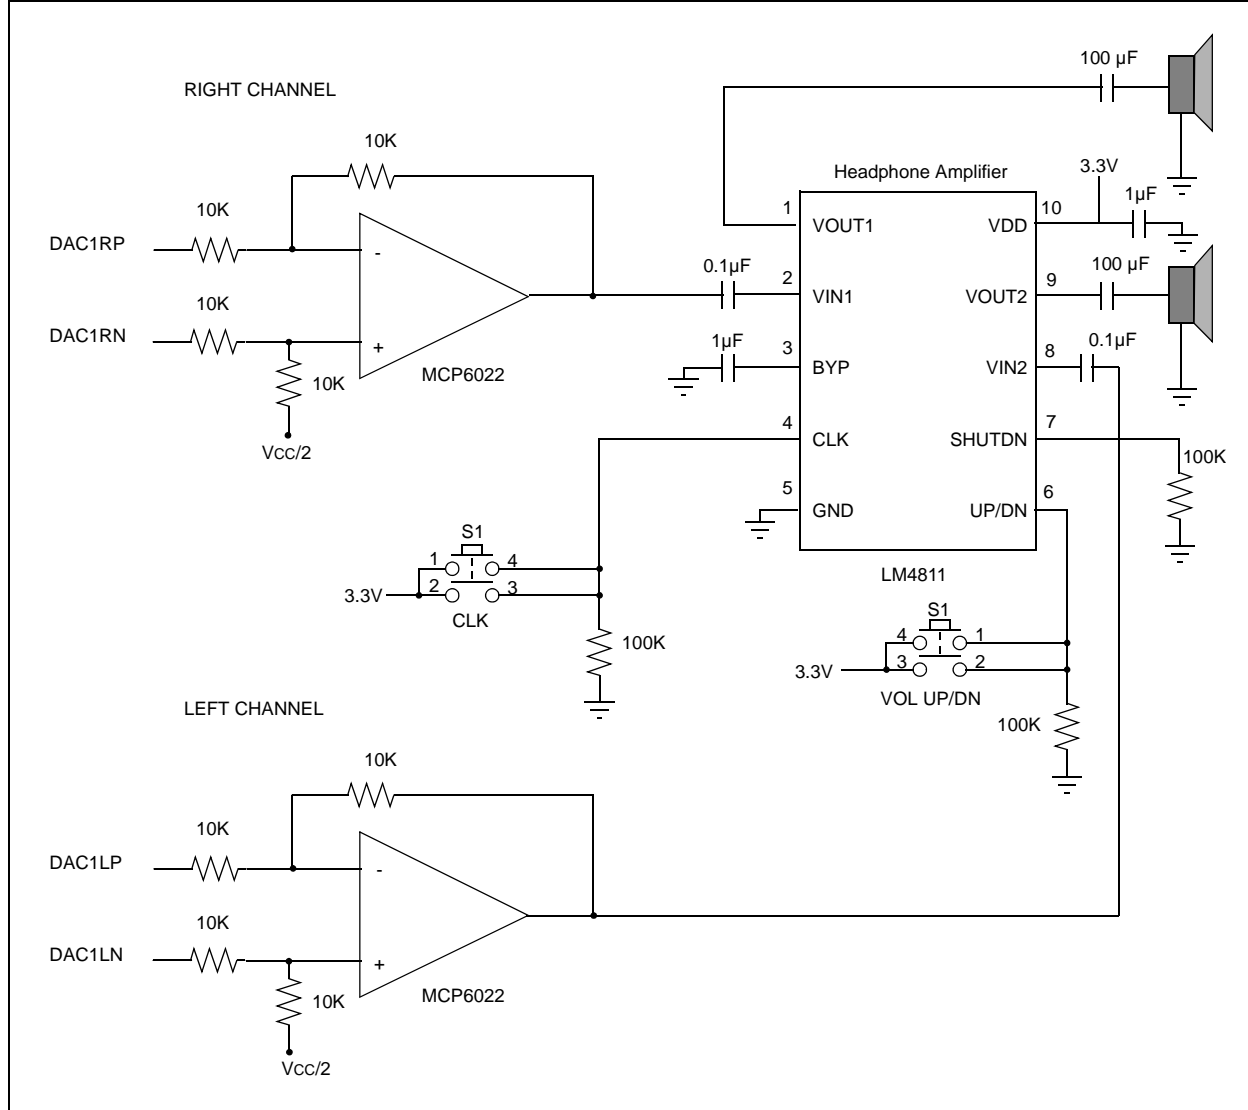 100 µF
RIGHT CHANNEL
10K
Headphone Amplifier
3.3V
1µF
10K
DAC1RP
-
1
VOUT1
VDD
10
0.1µF
2
VIN1
VOUT2
9
100 µF
10K
DAC1RN
+
10K
MCP6022
VCC/2
1µF
3
BYP
VIN2
8
0.1µF
4
CLK
SHUTDN
7
100K
5
GND
UP/DN
6
LM4811
S1
1
4
3.3V
2
3
CLK
100K
S1
4
1
3.3V
3
2
VOL UP/DN
100K
LEFT CHANNEL
10K
10K
DAC1LP
-
10K
DAC1LN
+
10K
MCP6022
VCC/2